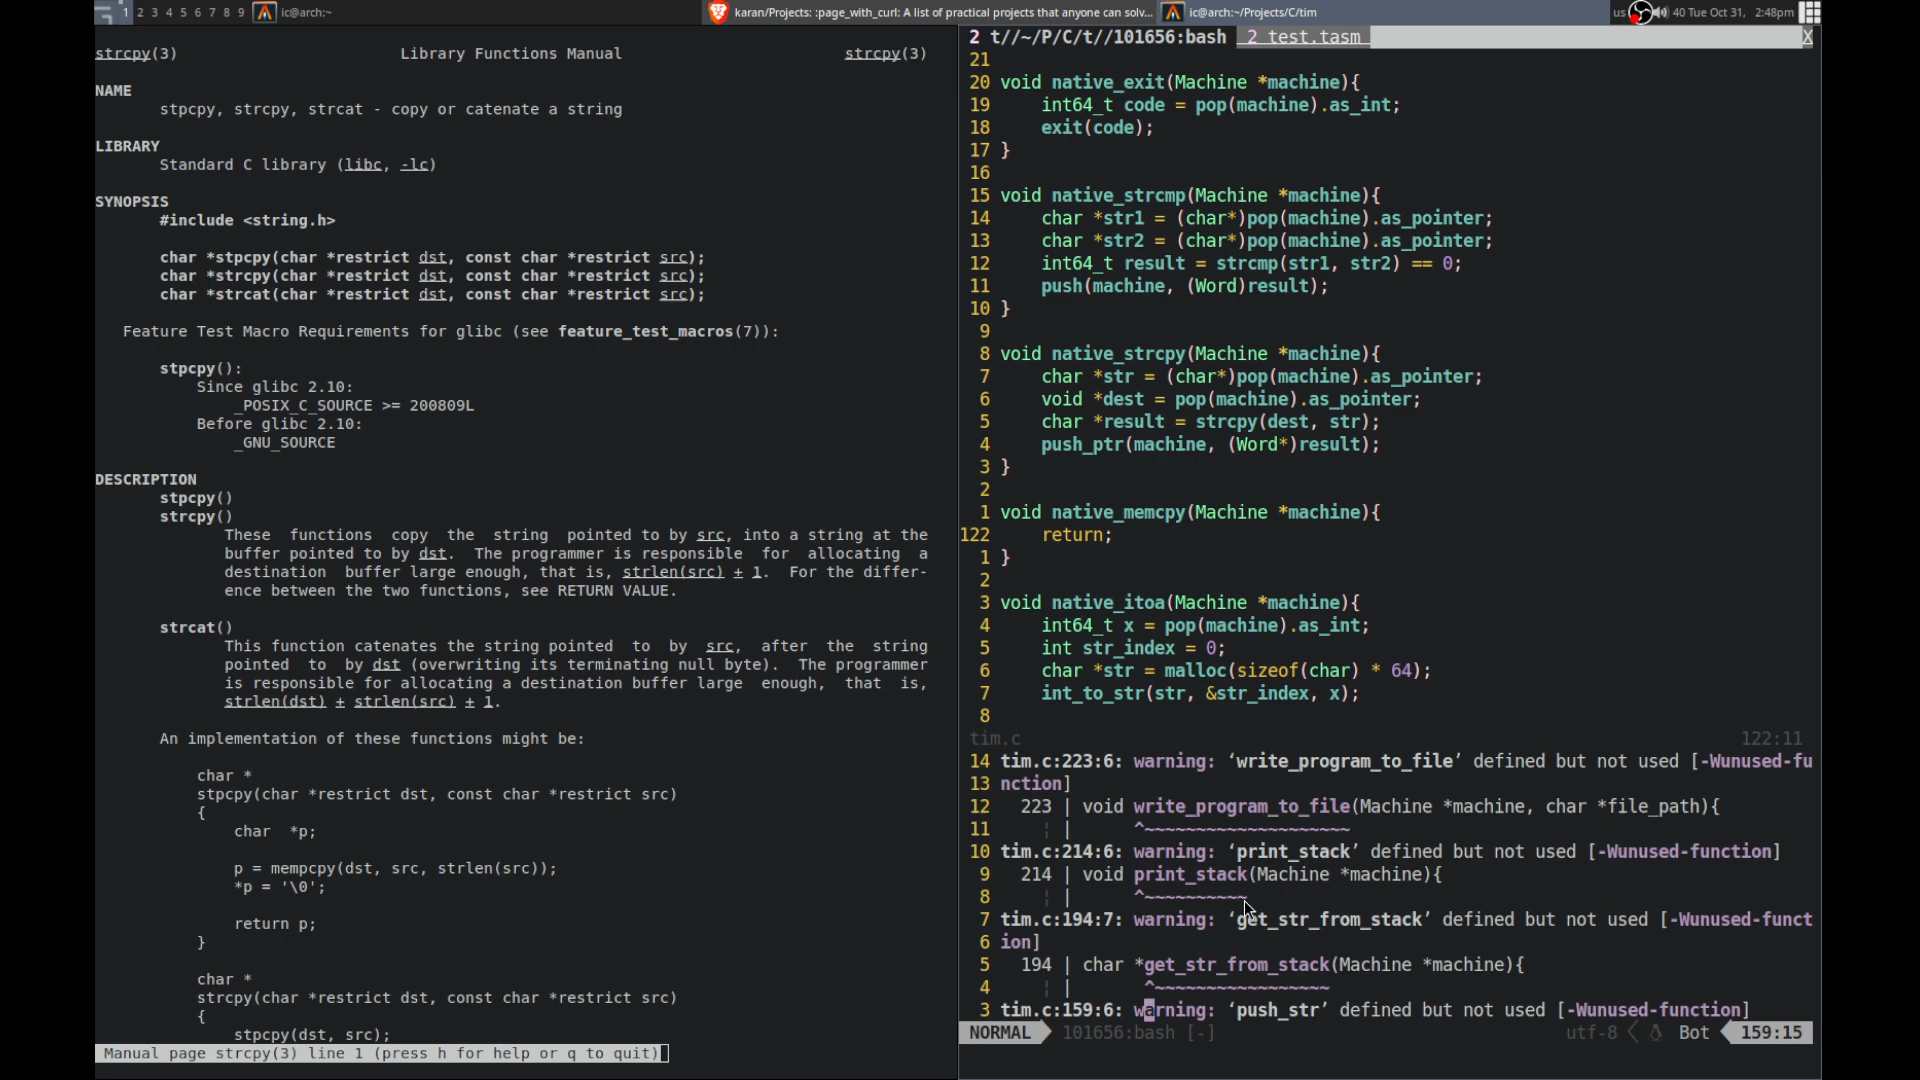 1 2 3 4 5 6 7 8 9 ic@arch:~
karan/Projects: :page_with_curl: A list of practical projects that anyone can solv...
ic@arch:~/Projects/C/tim
us 40 Tue Oct 31, 2:48pm
strcpy(3) Library Functions Manual strcpy(3)
NAME
stpcpy, strcpy, strcat - copy or catenate a string
LIBRARY
Standard C library (libc, -lc)
SYNOPSIS
#include <string.h>
char *stpcpy(char *restrict dst, const char *restrict src);
char *strcpy(char *restrict dst, const char *restrict src);
char *strcat(char *restrict dst, const char *restrict src);
Feature Test Macro Requirements for glibc (see feature_test_macros(7)):
stpcpy():
Since glibc 2.10:
_POSIX_C_SOURCE >= 200809L
Before glibc 2.10:
_GNU_SOURCE
DESCRIPTION
stpcpy()
strcpy()
These functions copy the string pointed to by src, into a string at the
buffer pointed to by dst. The programmer is responsible for allocating a
destination buffer large enough, that is, strlen(src) + 1. For the differ-
ence between the two functions, see RETURN VALUE.
strcat()
This function catenates the string pointed to by src, after the string
pointed to by dst (overwriting its terminating null byte). The programmer
is responsible for allocating a destination buffer large enough, that is,
strlen(dst) + strlen(src) + 1.
An implementation of these functions might be:
char *
stpcpy(char *restrict dst, const char *restrict src)
{
char *p;
p = mempcpy(dst, src, strlen(src));
*p = '\0';
return p;
}
char *
strcpy(char *restrict dst, const char *restrict src)
{
stpcpy(dst, src);
Manual page strcpy(3) line 1 (press h for help or q to quit)
2 t//~/P/C/t//101656:bash 2 test.tasm X
21
20 void native_exit(Machine *machine){
19 int64_t code = pop(machine).as_int;
18 exit(code);
17 }
16
15 void native_strcmp(Machine *machine){
14 char *str1 = (char*)pop(machine).as_pointer;
13 char *str2 = (char*)pop(machine).as_pointer;
12 int64_t result = strcmp(str1, str2) == 0;
11 push(machine, (Word)result);
10 }
9
8 void native_strcpy(Machine *machine){
7 char *str = (char*)pop(machine).as_pointer;
6 void *dest = pop(machine).as_pointer;
5 char *result = strcpy(dest, str);
4 push_ptr(machine, (Word*)result);
3 }
2
1 void native_memcpy(Machine *machine){
122 return;
1 }
2
3 void native_itoa(Machine *machine){
4 int64_t x = pop(machine).as_int;
5 int str_index = 0;
6 char *str = malloc(sizeof(char) * 64);
7 int_to_str(str, &str_index, x);
8
tim.c 122:11
14 tim.c:223:6: warning: ‘write_program_to_file’ defined but not used [-Wunused-fu
13 nction]
12 223 | void write_program_to_file(Machine *machine, char *file_path){
11 ¦ | ^~~~~~~~~~~~~~~~~~~~~
10 tim.c:214:6: warning: ‘print_stack’ defined but not used [-Wunused-function]
9 214 | void print_stack(Machine *machine){
8 ¦ | ^~~~~~~~~~~
7 tim.c:194:7: warning: ‘get_str_from_stack’ defined but not used [-Wunused-funct
6 ion]
5 194 | char *get_str_from_stack(Machine *machine){
4 ¦ | ^~~~~~~~~~~~~~~~~~
3 tim.c:159:6: warning: ‘push_str’ defined but not used [-Wunused-function]
NORMAL 101656:bash [-] utf-8 Bot 159:15